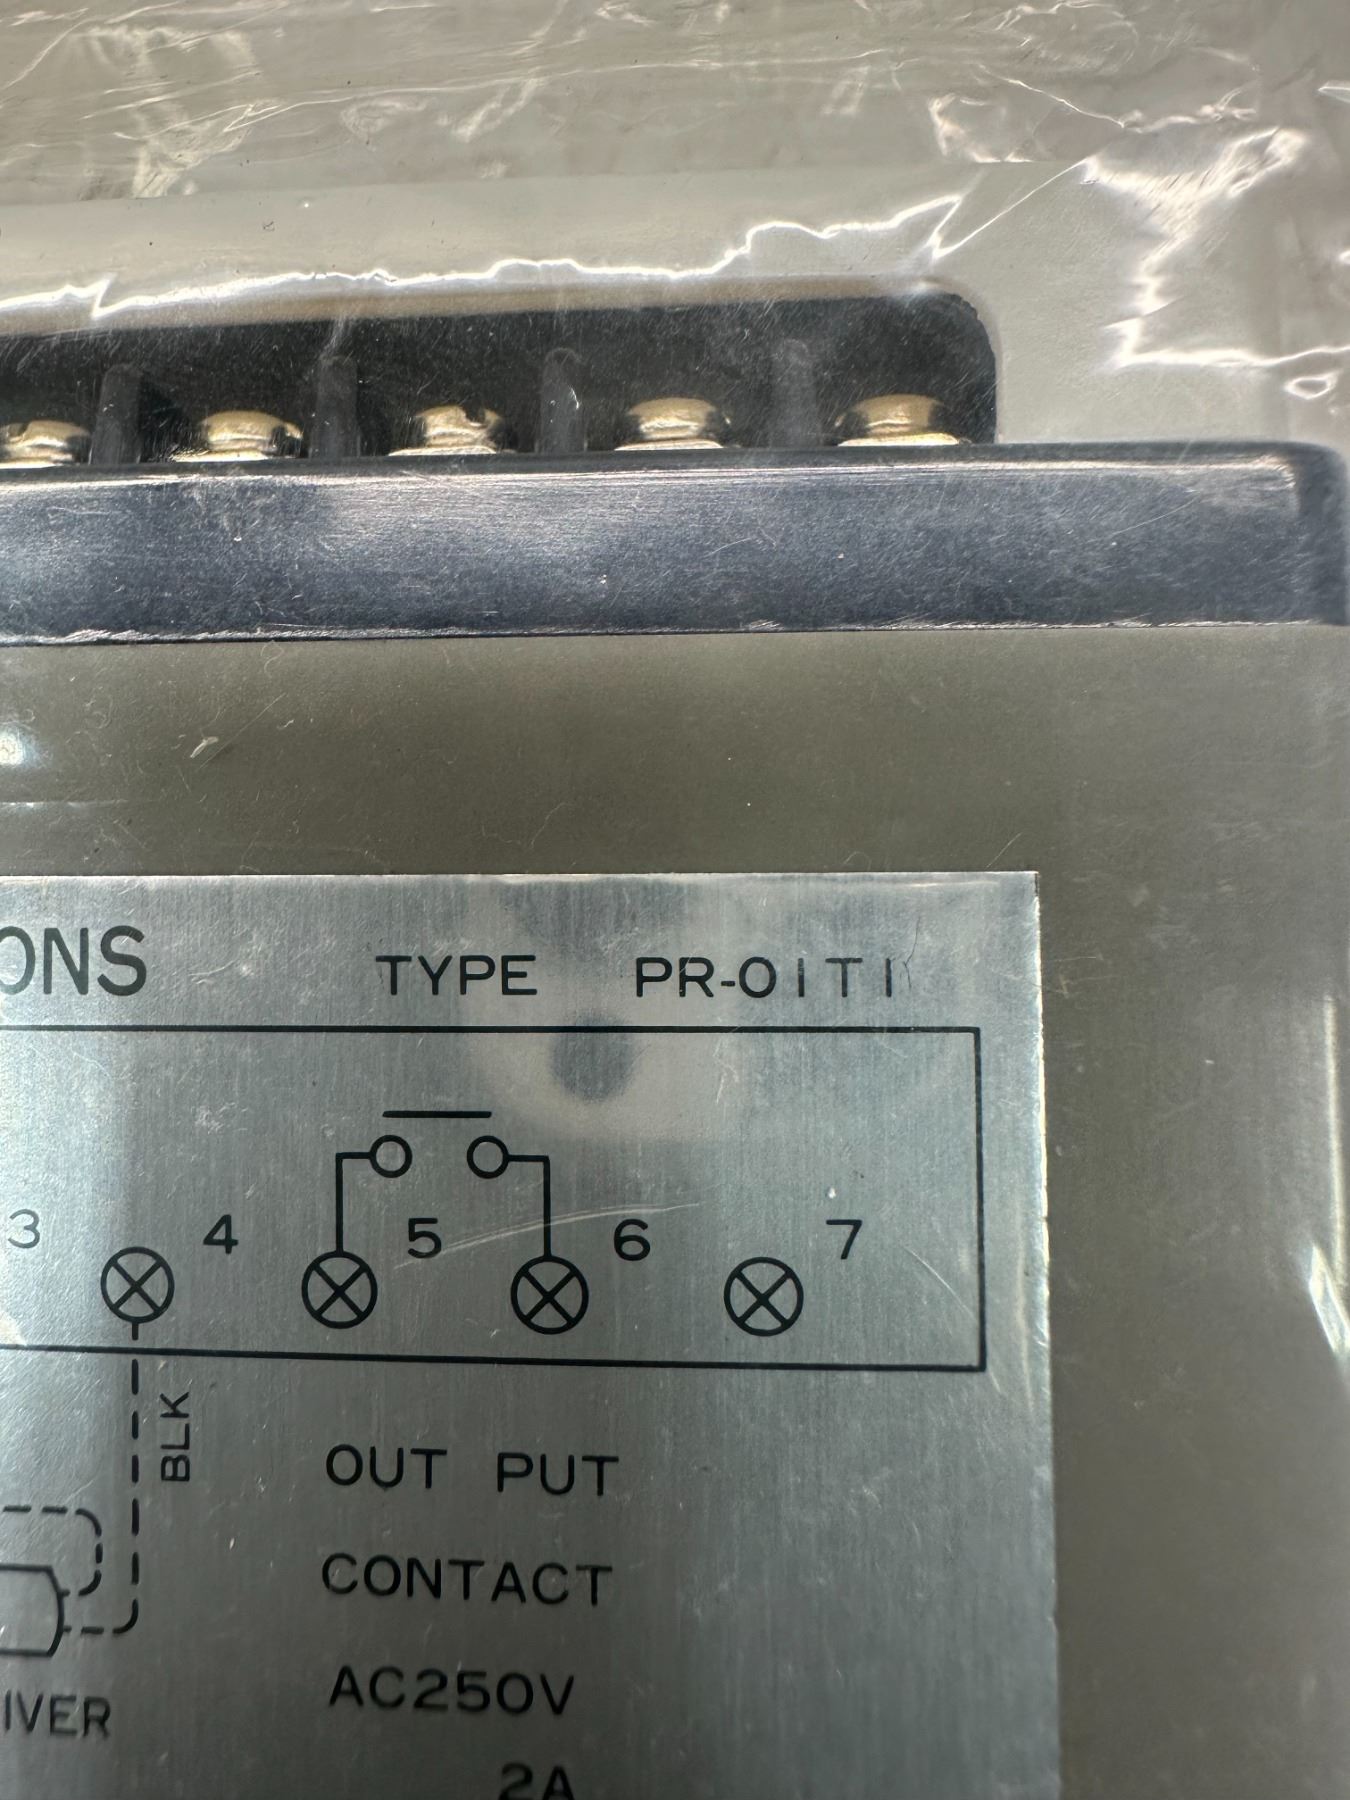 ONS TYPE PR-01T1
3 4 5 6 7
BLK
OUT PUT
CONTACT
AC250V
IVER
2A